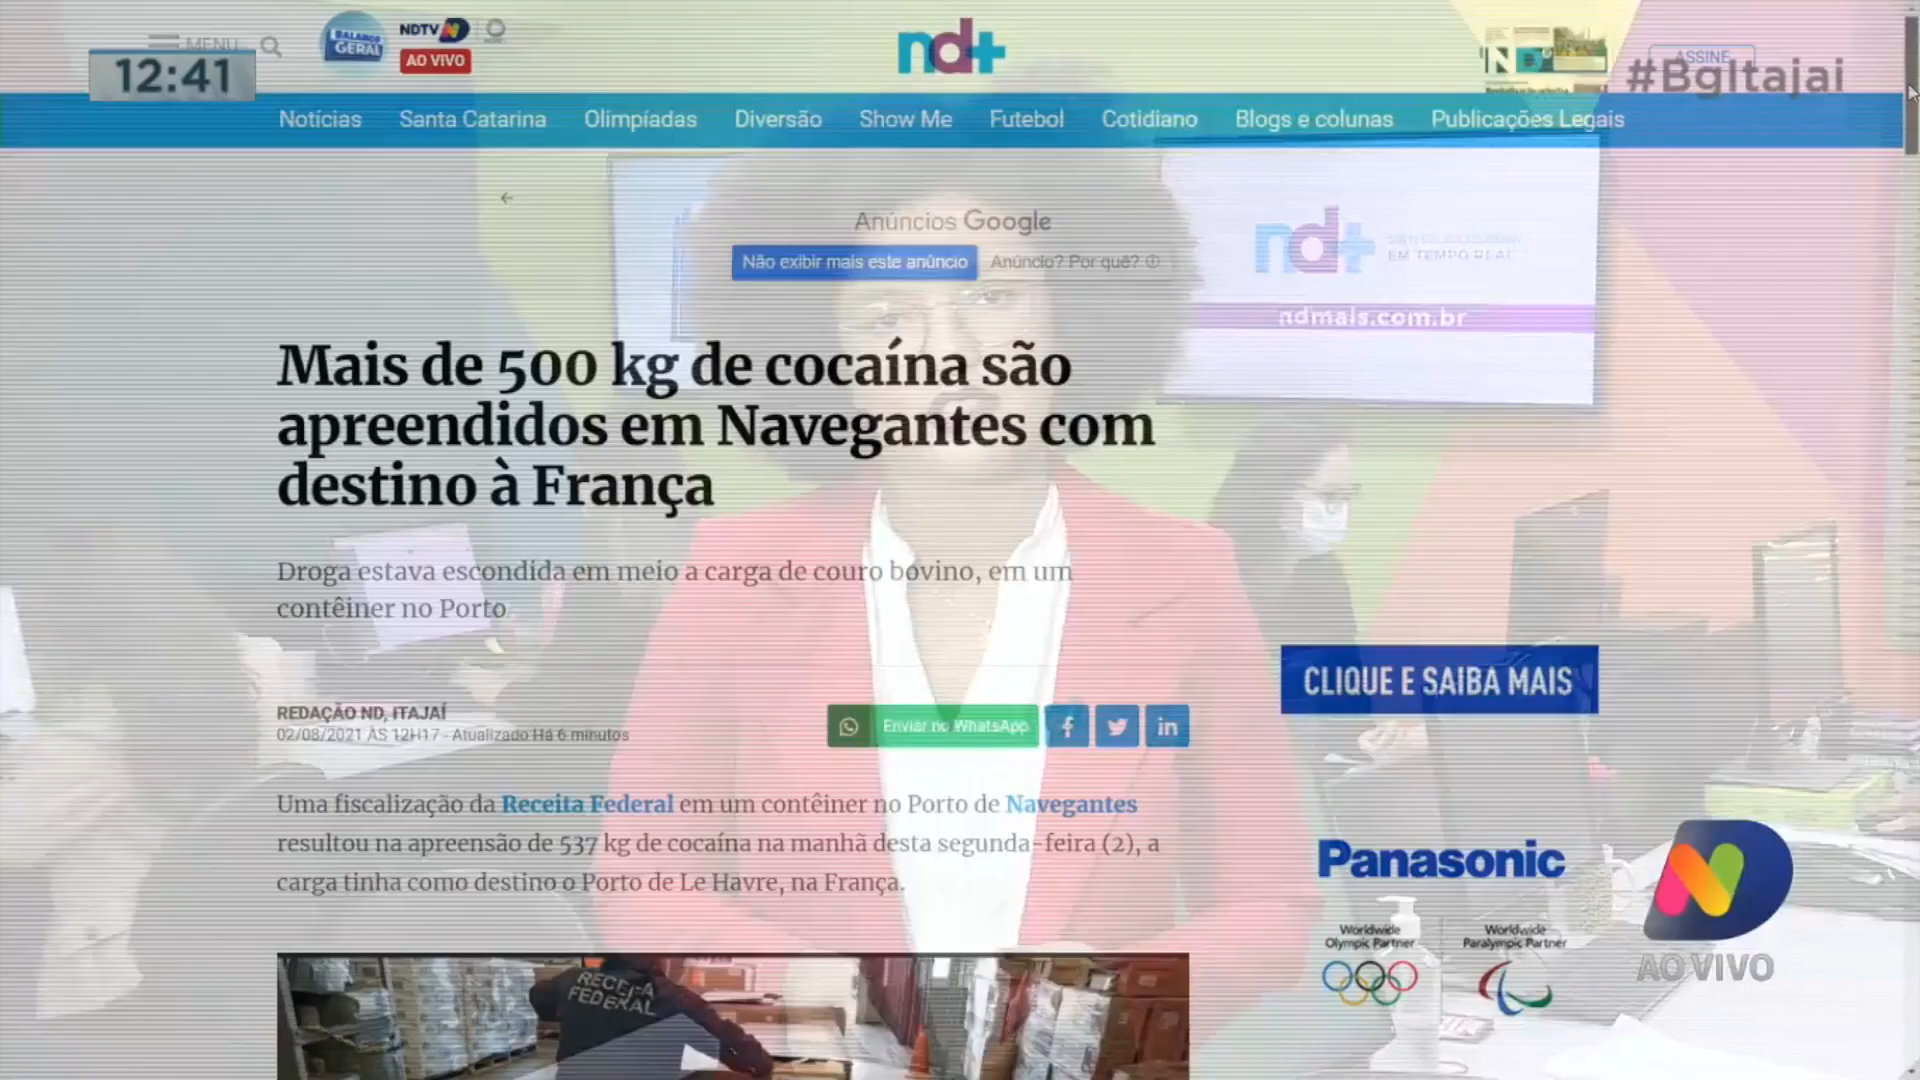 MENU
BALANÇO
GERAL
NDTV
AO VIVO
nd+
ND
ASSINE
12:41
#BgItajai
Notícias Santa Catarina Olimpíadas Diversão Show Me Futebol Cotidiano Blogs e colunas Publicações Legais
Anúncios Google
Não exibir mais este anúncio Anúncio? Por quê?
nd+
EM TEMPO REAL
ndmais.com.br
Mais de 500 kg de cocaína são
apreendidos em Navegantes com
destino à França
Droga estava escondida em meio a carga de couro bovino, em um
contêiner no Porto
CLIQUE E SAIBA MAIS
REDAÇÃO ND, ITAJAÍ
02/08/2021 ÀS 12H17 - Atualizado Há 6 minutos
Enviar no WhatsApp
Uma fiscalização da Receita Federal em um contêiner no Porto de Navegantes
resultou na apreensão de 537 kg de cocaína na manhã desta segunda-feira (2), a
carga tinha como destino o Porto de Le Havre, na França.
Panasonic
Worldwide
Olympic Partner
Worldwide
Paralympic Partner
AO VIVO
RECEITA
FEDERAL